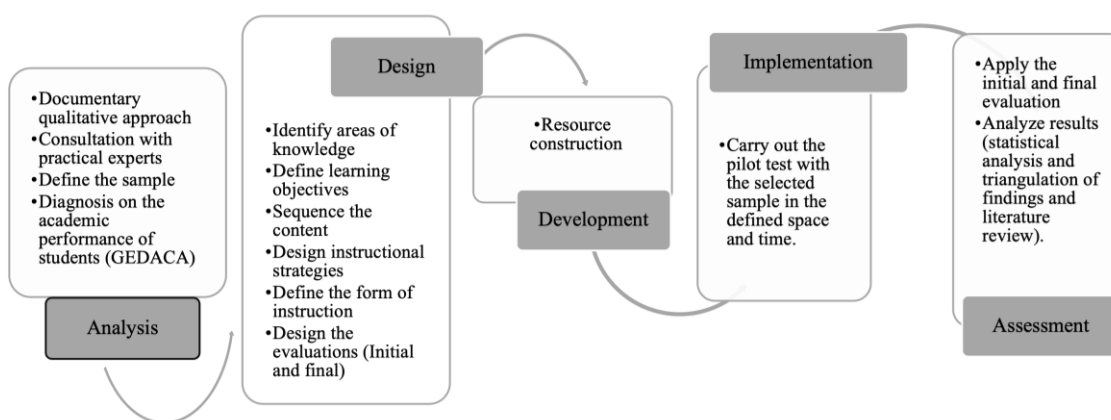 •Documentary
qualitative approach
•Consultation with
practical experts
•Define the sample
•Diagnosis on the
academic
performance of
students (GEDACA)
Analysis
Design
•Identify areas of
knowledge
•Define learning
objectives
•Sequence the
content
•Design instructional
strategies
•Define the form of
instruction
•Design the
evaluations (Initial
and final)
•Resource
construction
Development
Implementation
•Carry out the
pilot test with
the selected
sample in the
defined space
and time.
•Apply the
initial and final
evaluation
•Analyze results
(statistical
analysis and
triangulation of
findings and
literature
review).
Assessment